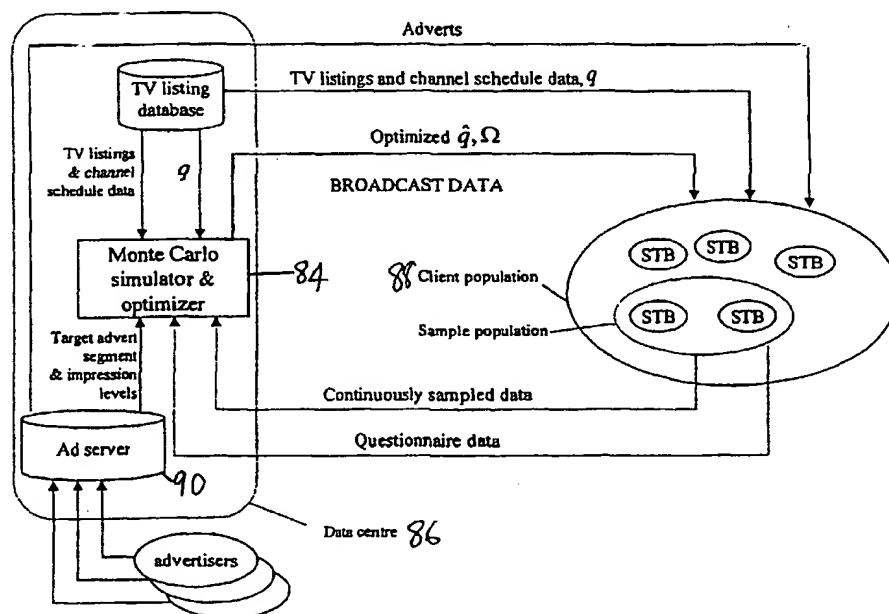 Adverts
TV listing
database
TV listings and channel schedule data, q
Optimized q̂, Ω
TV listings
& channel
schedule data
q
BROADCAST DATA
Monte Carlo
simulator &
optimizer
84
88 Client population
STB
STB
STB
Sample population
STB
STB
Target advert
segment
& impression
levels
Continuously sampled data
Ad server
Questionnaire data
90
Data centre 86
advertisers